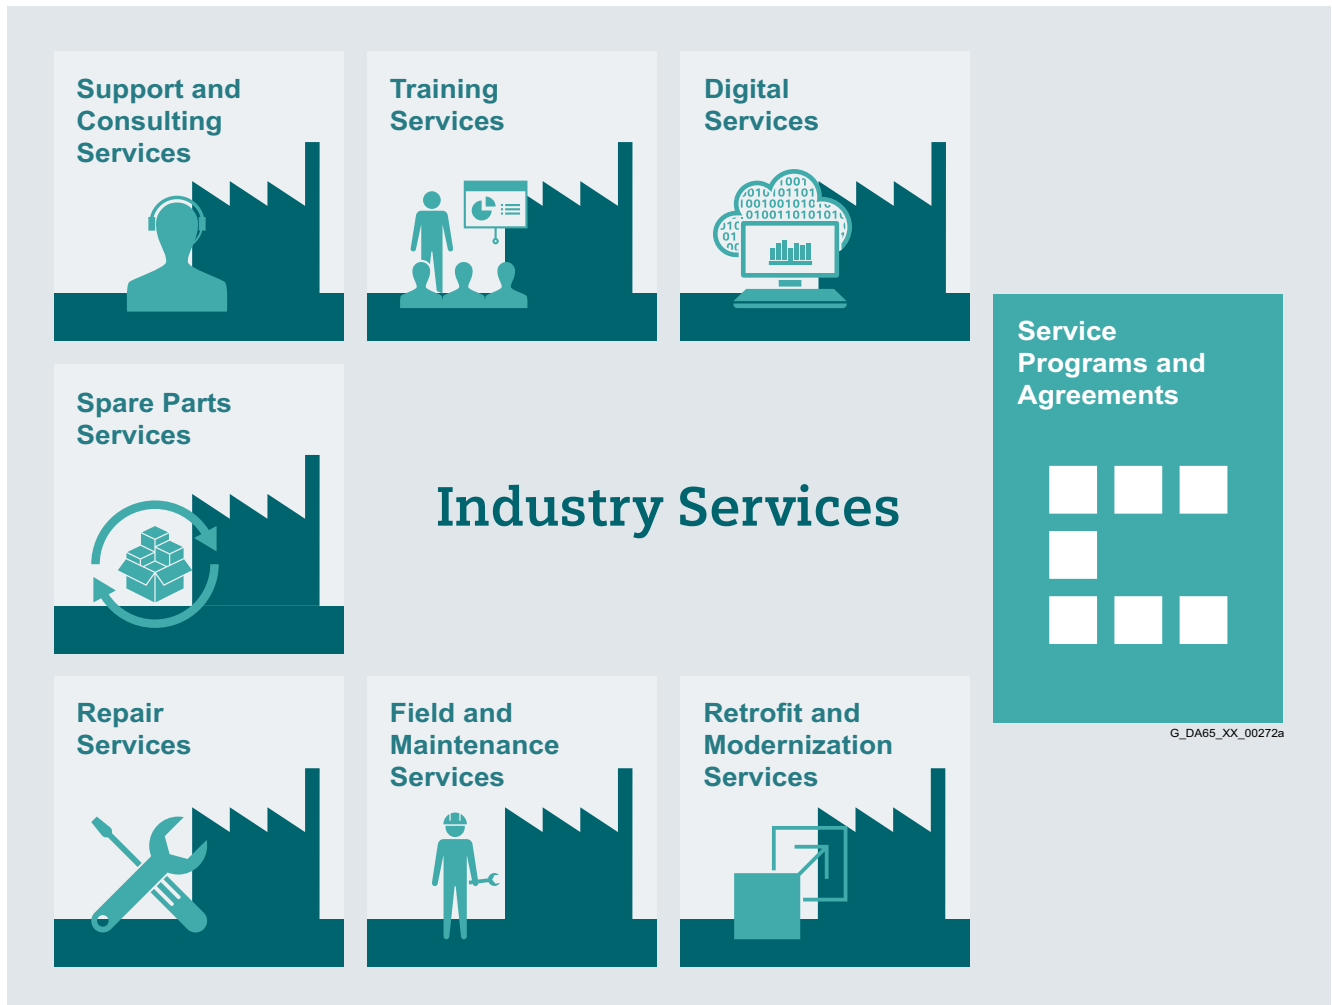 Support and
Consulting
Services
Training
Services
Digital
Services
Service
Programs and
Agreements
Spare Parts
Services
Industry Services
Repair
Services
Field and
Maintenance
Services
Retrofit and
Modernization
Services
G_DA65_XX_00272a